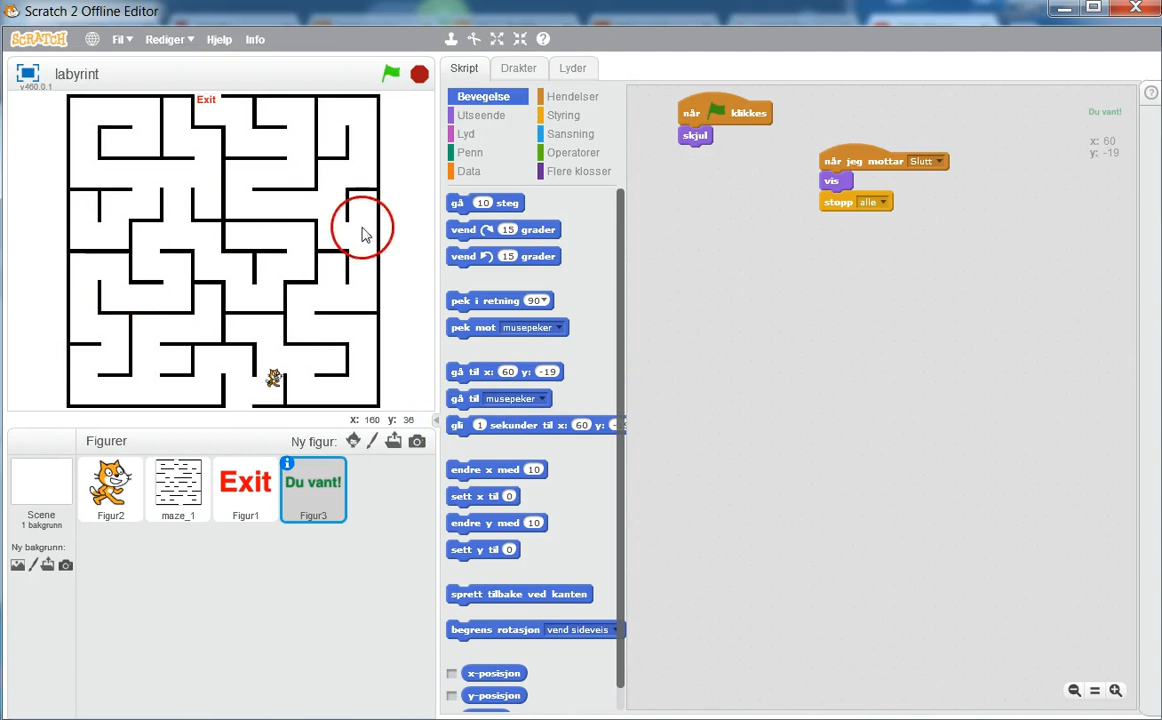 Scratch 2 Offline Editor
SCRATCH Fil Rediger Hjelp Info
labyrint
v460.0.1
Exit
x: 160 y: 36
Figurer Ny figur:
Scene
1 bakgrunn
Ny bakgrunn:
Exit
Du vant!
Figur2 maze_1 Figur1 Figur3
Skript Drakter Lyder
Bevegelse Hendelser
Utseende Styring
Lyd Sansning
Penn Operatorer
Data Flere klosser
gå 10 steg
vend 15 grader
vend 15 grader
pek i retning 90
pek mot musepeker
gå til x: 60 y: -19
gå til musepeker
gli 1 sekunder til x: 60 y:
endre x med 10
sett x til 0
endre y med 10
sett y til 0
sprett tilbake ved kanten
begrens rotasjon vend sideveis
x-posisjon
y-posisjon
når klikkes
skjul
når jeg mottar Slutt
vis
stopp alle
Du vant!
x: 60
y: -19